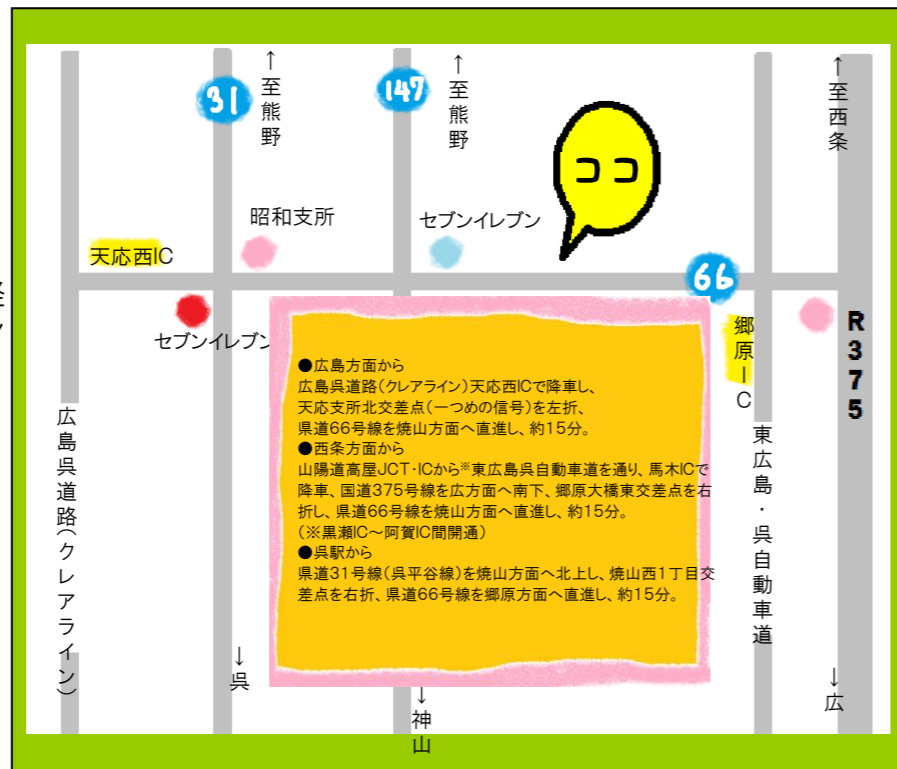 31
↑至熊野
147
↑至熊野
↑至西条
ココ
昭和支所
セブンイレブン
天応西IC
66
セブンイレブン
郷原IC
R375
広島呉道路(クレアライン)
東広島・呉自動車道
●広島方面から
広島呉道路(クレアライン)天応西ICで降車し、
天応支所北交差点(一つめの信号)を左折、
県道66号線を焼山方面へ直進し、約15分。
●西条方面から
山陽道高屋JCT・ICから※東広島呉自動車道を通り、馬木ICで
降車、国道375号線を広方面へ南下、郷原大橋東交差点を右
折し、県道66号線を焼山方面へ直進し、約15分。
(※黒瀬IC～阿賀IC間開通)
●呉駅から
県道31号線(呉平谷線)を焼山方面へ北上し、焼山西1丁目交
差点を右折、県道66号線を郷原方面へ直進し、約15分。
↓呉
↓神山
↓広